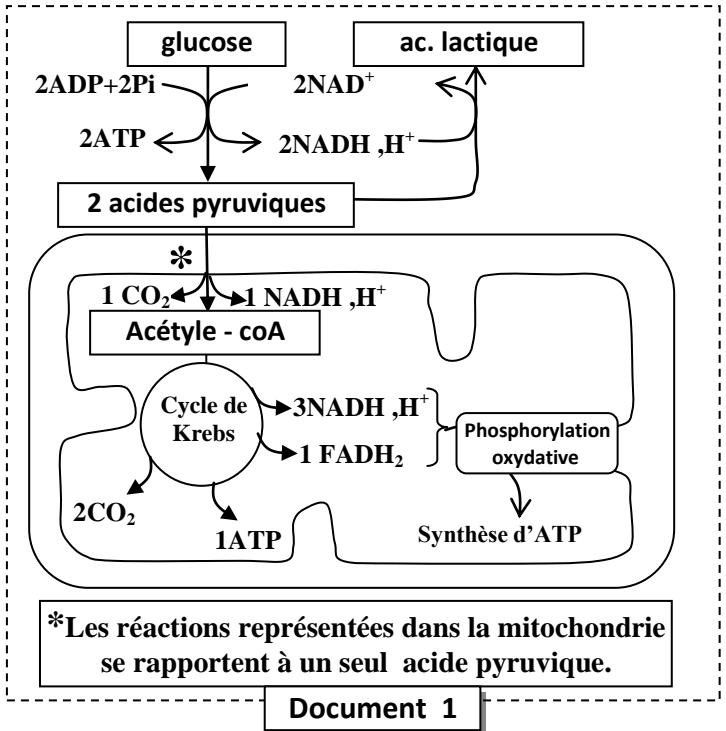 glucose
ac. lactique
2ADP+2Pi
2NAD⁺
2ATP
2NADH ,H⁺
2 acides pyruviques
*
1 CO₂
1 NADH ,H⁺
Acétyle - coA
Cycle de
Krebs
3NADH ,H⁺
1 FADH₂
Phosphorylation
oxydative
2CO₂
1ATP
Synthèse d’ATP
*Les réactions représentées dans la mitochondrie
se rapportent à un seul acide pyruvique.
Document 1